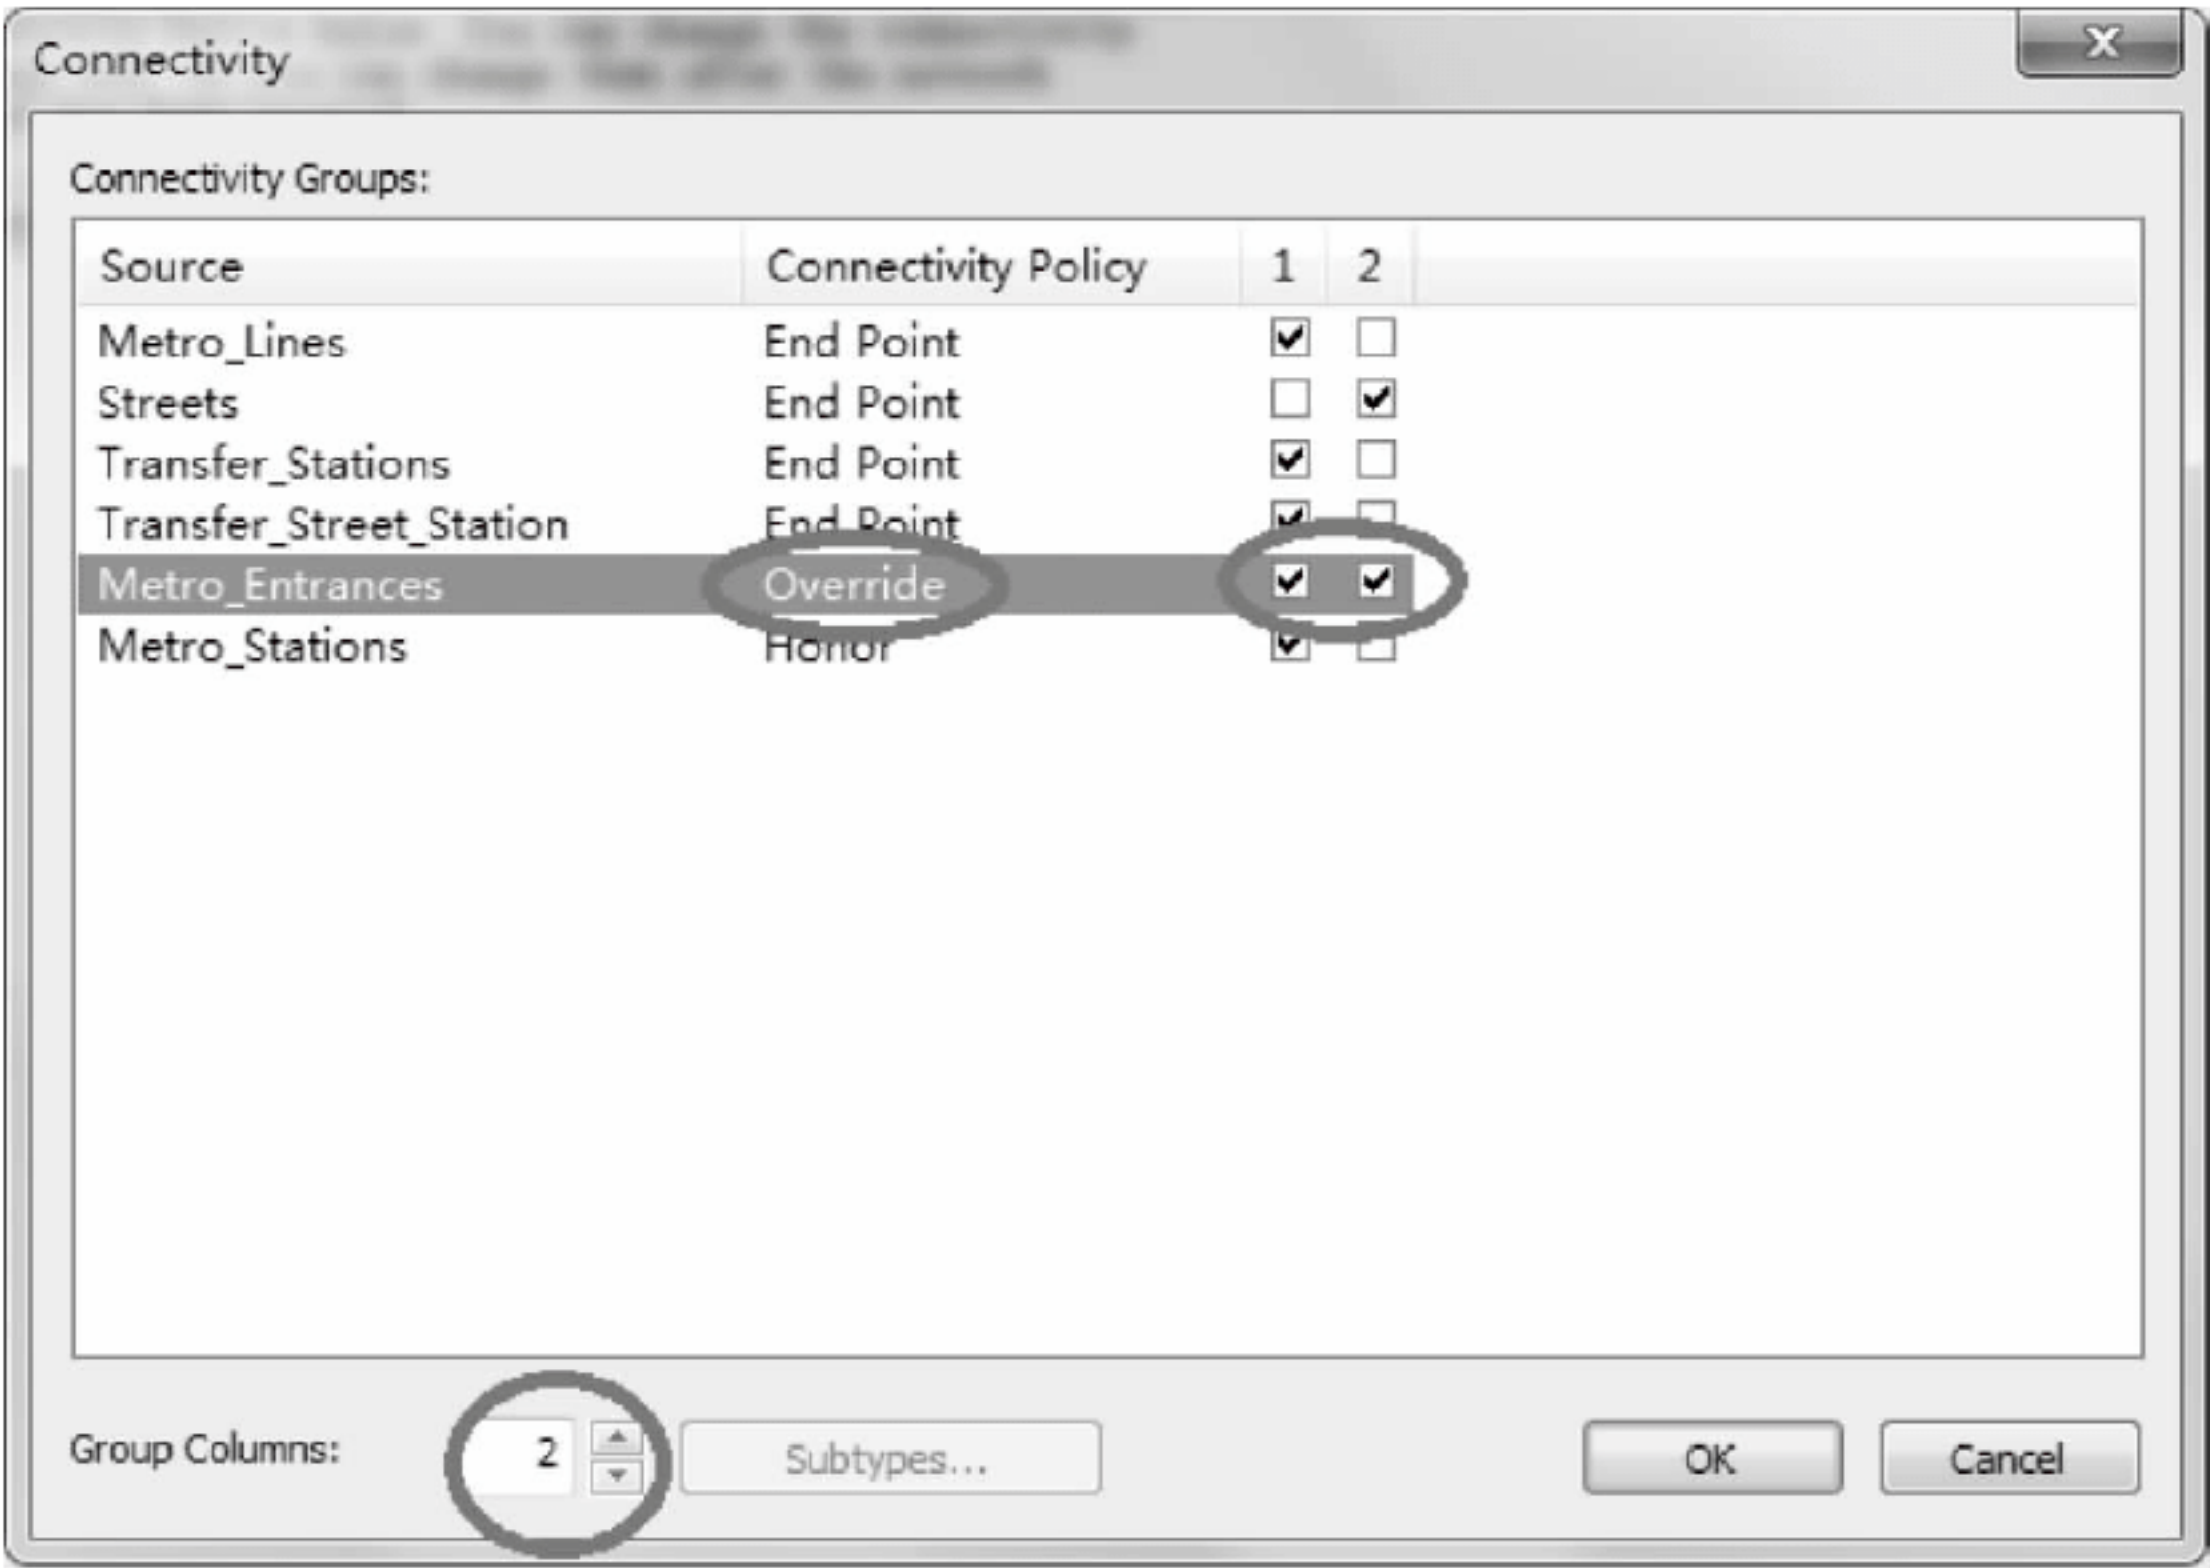 Connectivity
Connectivity Groups:
Source Connectivity Policy 1 2
Metro_Lines End Point
Streets End Point
Transfer_Stations End Point
Transfer_Street_Station End Point
Metro_Entrances Override
Metro_Stations Honor
Group Columns: 2 Subtypes... OK Cancel